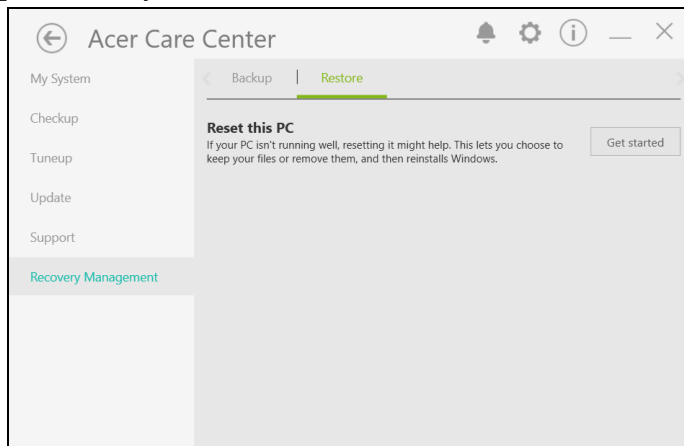 Acer Care Center
My System
Backup
Restore
Checkup
Reset this PC
If your PC isn't running well, resetting it might help. This lets you choose to
keep your files or remove them, and then reinstalls Windows.
Get started
Tuneup
Update
Support
Recovery Management